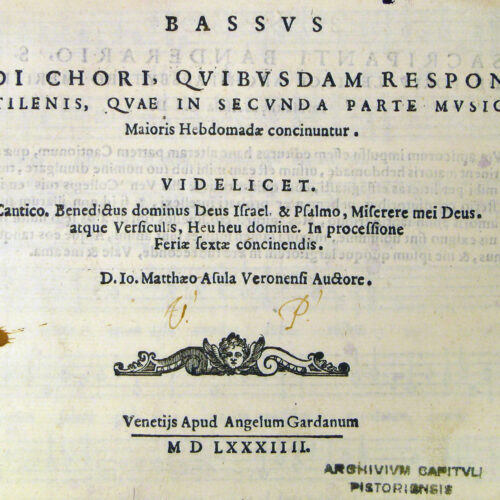 BASSVS
DI CHORI, QVIBVSDAM RESPON
TILENIS, QVAE IN SECVNDA PARTE MVSIC
Maioris Hebdomadæ concinuntur.
VIDELICET.
Cantico. Benedictus dominus Deus Israel. & Psalmo, Miserere mei Deus.
atque Versiculis, Heu heu domine. In processione
Feriæ sextæ concinendis.
D. Io. Matthæo Asula Veronensi Auctore.
V' P'
Venetijs Apud Angelum Gardanum
M D LXXXIIII.
ARCHIVIVM CAPITVLI
PISTORIENSIS